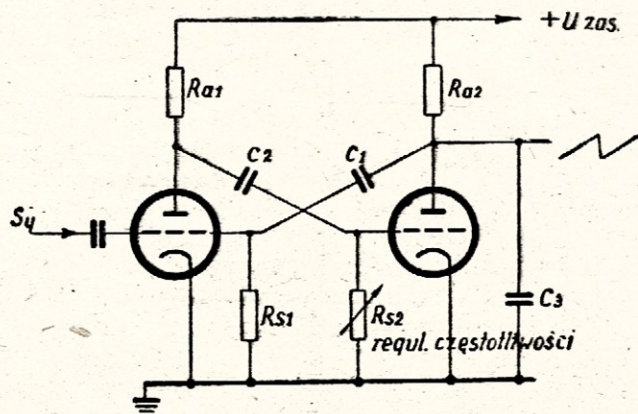 +U zas.
Ra1
Ra2
C2
C1
Sy
Rs1
Rs2
C3
regul. częstotliwości